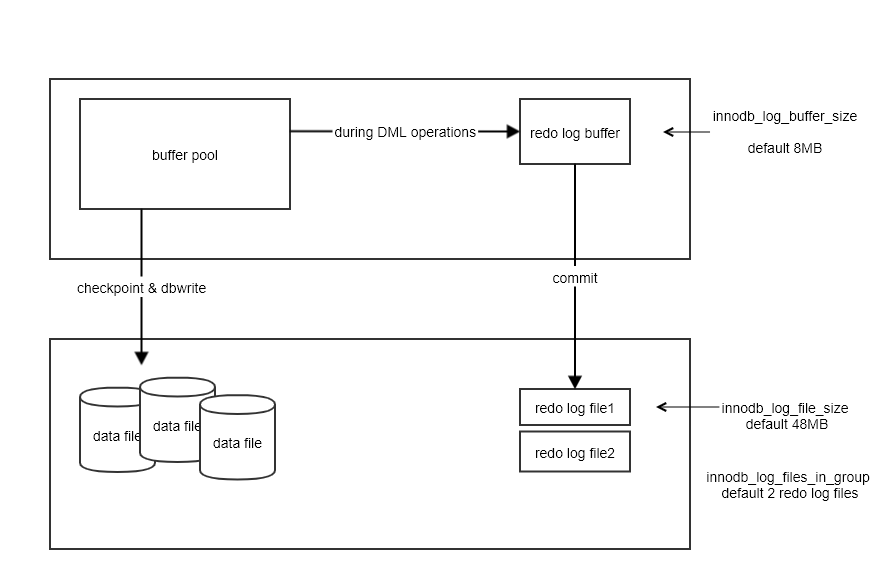 innodb_log_buffer_size
during DML operations
redo log buffer
buffer pool
default 8MB
commit
checkpoint & dbwrite
redo log file1
innodb_log_file_size
default 48MB
data file
data file
data file
redo log file2
innodb_log_files_in_group
default 2 redo log files